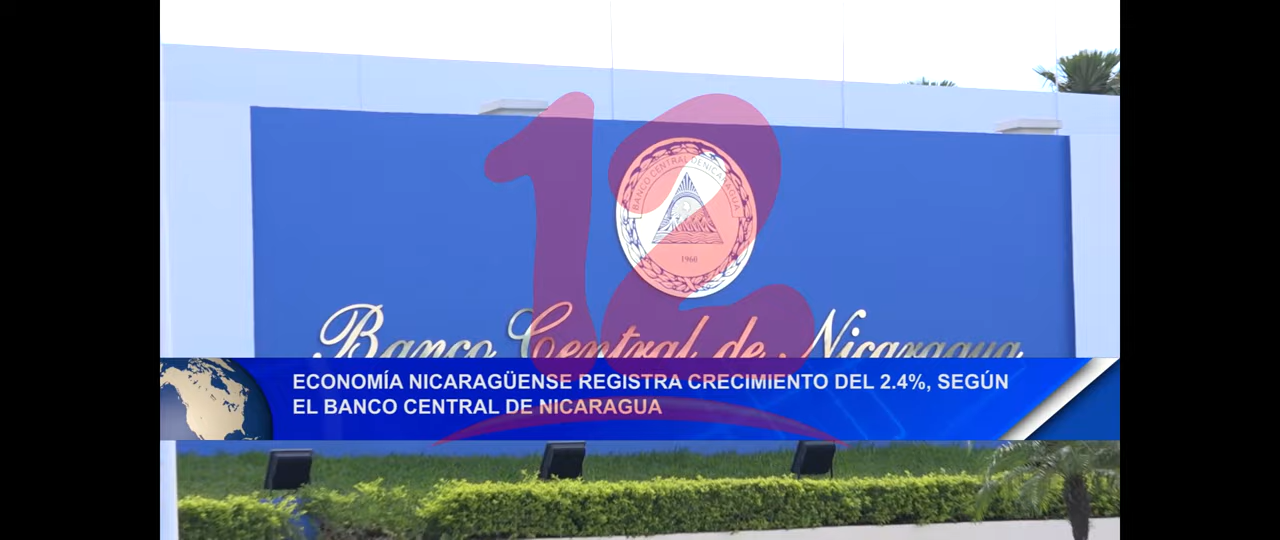 12
BANCO CENTRAL DE NICARAGUA
1960
Banco Central de Nicaragua
ECONOMÍA NICARAGÜENSE REGISTRA CRECIMIENTO DEL 2.4%, SEGÚN
EL BANCO CENTRAL DE NICARAGUA